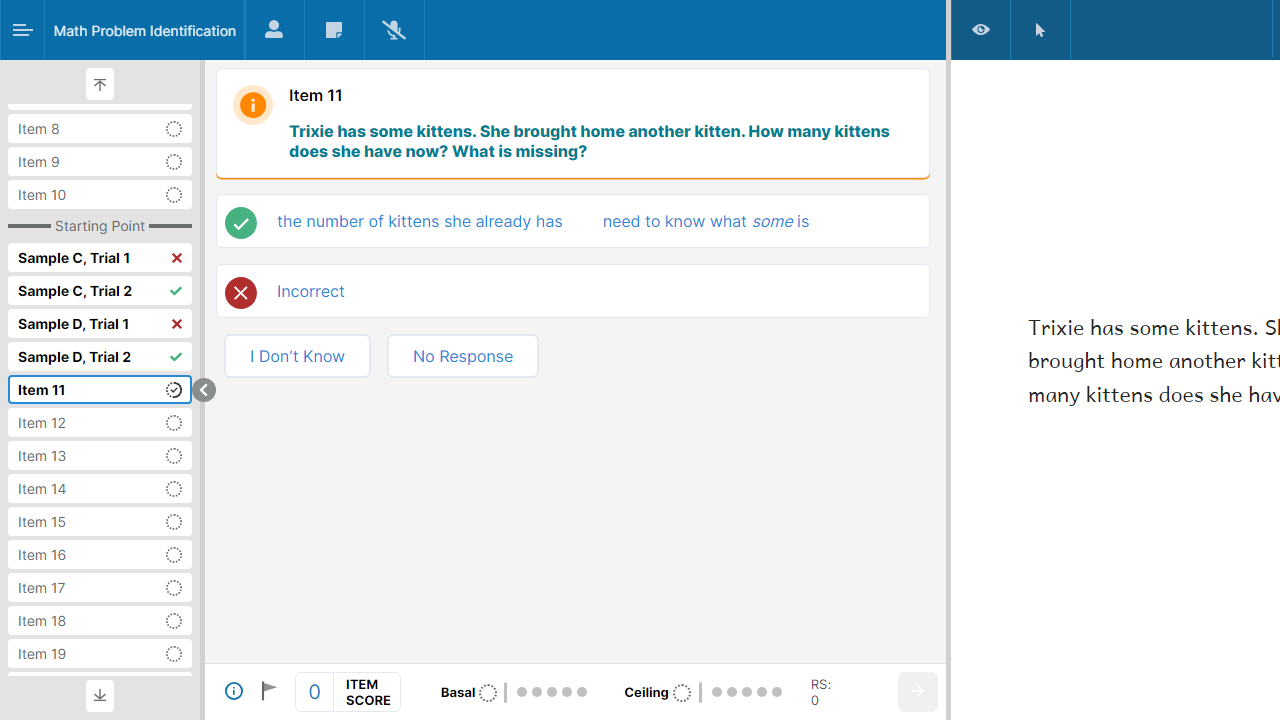 Math Problem Identification
Item 8
Item 9
Item 10
Starting Point
Sample C, Trial 1
Sample C, Trial 2
Sample D, Trial 1
Sample D, Trial 2
Item 11
Item 12
Item 13
Item 14
Item 15
Item 16
Item 17
Item 18
Item 19
Item 11
Trixie has some kittens. She brought home another kitten. How many kittens
does she have now? What is missing?
the number of kittens she already has need to know what some is
Incorrect
I Don’t Know
No Response
0 ITEM SCORE
Basal
Ceiling
RS:
0
Trixie has some kittens.
brought home another
many kittens does she